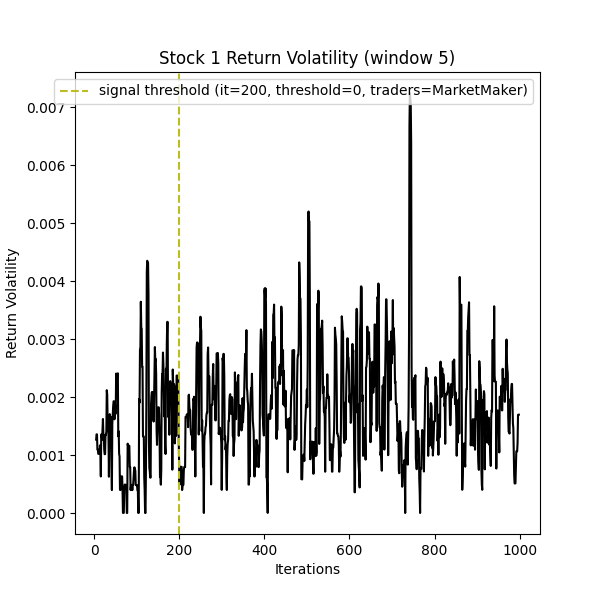 Stock 1 Return Volatility (window 5)
signal threshold (it=200, threshold=0, traders=MarketMaker)
0.007
0.006
0.005
0.004
0.003
0.002
0.001
0.000
Return Volatility
0 200 400 600 800 1000
Iterations